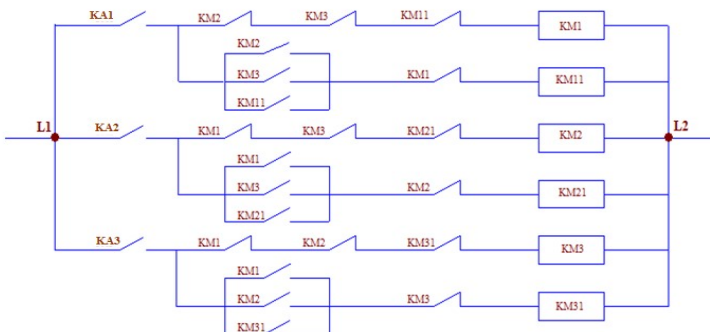 KA1 KM2 KM3 KM11 KM1
KM2
KM3 KM1 KM11
KM11
L1 KA2 KM1 KM3 KM21 KM2 L2
KM1
KM3 KM2 KM21
KM21
KA3 KM1 KM2 KM31 KM3
KM1
KM2 KM3 KM31
KM31